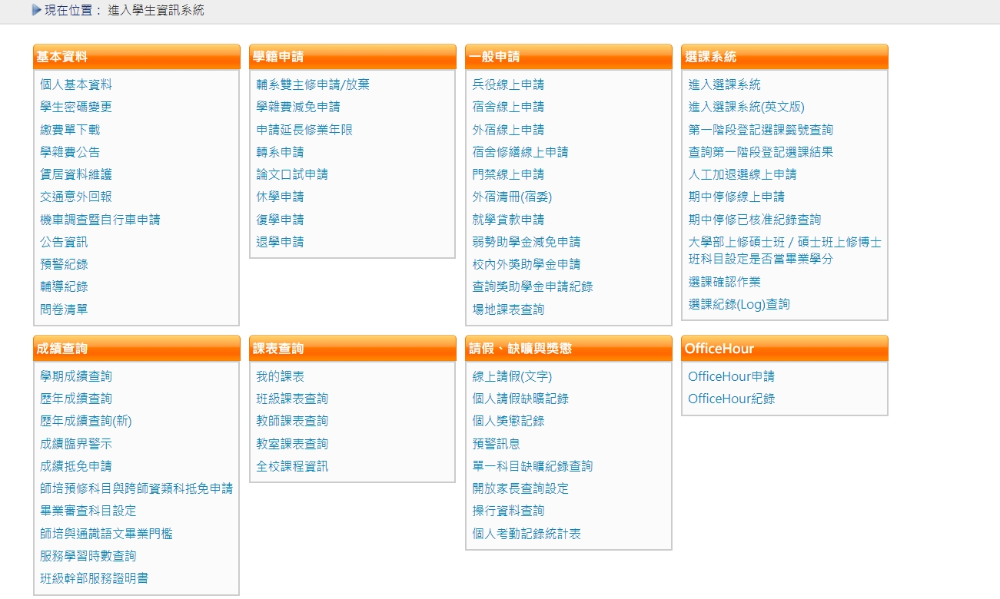 現在位置： 進入學生資訊系統
基本資料
個人基本資料
學生密碼變更
繳費單下載
學雜費公告
賃居資料維護
交通意外回報
機車調查暨自行車申請
公告資訊
預警紀錄
輔導紀錄
問卷清單
學籍申請
輔系雙主修申請/放棄
學雜費減免申請
申請延長修業年限
轉系申請
論文口試申請
休學申請
復學申請
退學申請
一般申請
兵役線上申請
宿舍線上申請
外宿線上申請
宿舍修繕線上申請
門禁線上申請
外宿清冊(宿委)
就學貸款申請
弱勢助學金減免申請
校內外獎助學金申請
查詢獎助學金申請紀錄
場地課表查詢
選課系統
進入選課系統
進入選課系統(英文版)
第一階段登記選課籤號查詢
查詢第一階段登記選課結果
人工加退選線上申請
期中停修線上申請
期中停修已核准紀錄查詢
大學部上修碩士班 / 碩士班上修博士
班科目設定是否當畢業學分
選課確認作業
選課紀錄(Log)查詢
成績查詢
學期成績查詢
歷年成績查詢
歷年成績查詢(新)
成績臨界警示
成績抵免申請
師培預修科目與跨師資類科抵免申請
畢業審查科目設定
師培與通識語文畢業門檻
服務學習時數查詢
班級幹部服務證明書
課表查詢
我的課表
班級課表查詢
教師課表查詢
教室課表查詢
全校課程資訊
請假、缺曠與獎懲
線上請假(文字)
個人請假缺曠記錄
個人獎懲記錄
預警訊息
單一科目缺曠紀錄查詢
開放家長查詢設定
操行資料查詢
個人考勤記錄統計表
OfficeHour
OfficeHour申請
OfficeHour紀錄